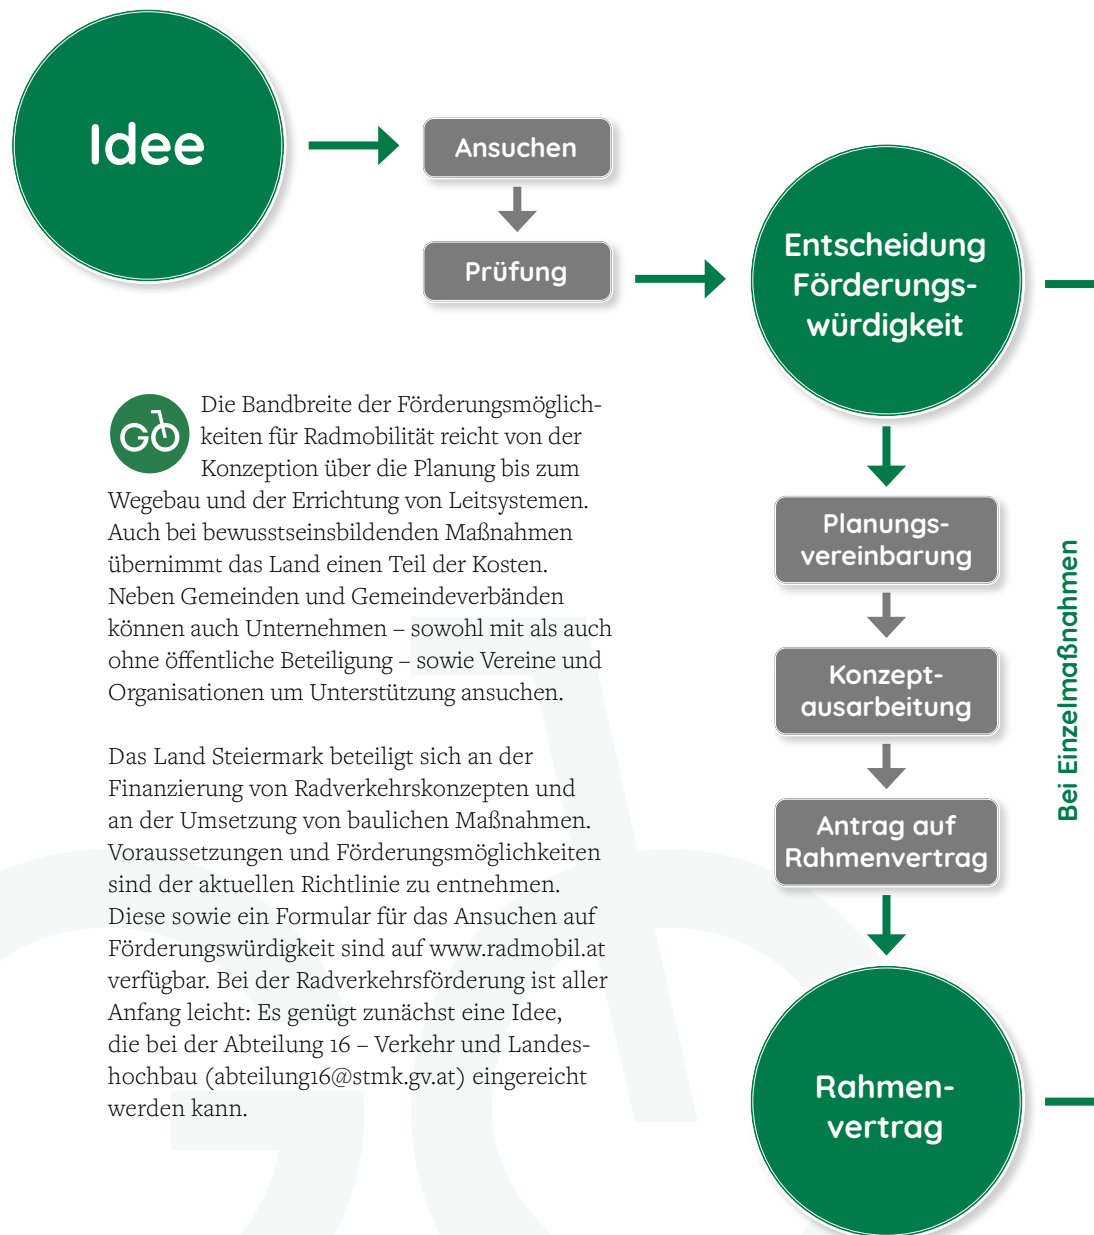 Idee
Ansuchen
Prüfung
Entscheidung
Förderungs-
würdigkeit
GO
Die Bandbreite der Förderungsmöglich-
keiten für Radmobilität reicht von der
Konzeption über die Planung bis zum
Wegebau und der Errichtung von Leitsystemen.
Auch bei bewusstseinsbildenden Maßnahmen
übernimmt das Land einen Teil der Kosten.
Neben Gemeinden und Gemeindeverbänden
können auch Unternehmen – sowohl mit als auch
ohne öffentliche Beteiligung – sowie Vereine und
Organisationen um Unterstützung ansuchen.
Das Land Steiermark beteiligt sich an der
Finanzierung von Radverkehrskonzepten und
an der Umsetzung von baulichen Maßnahmen.
Voraussetzungen und Förderungsmöglichkeiten
sind der aktuellen Richtlinie zu entnehmen.
Diese sowie ein Formular für das Ansuchen auf
Förderungswürdigkeit sind auf www.radmobil.at
verfügbar. Bei der Radverkehrsförderung ist aller
Anfang leicht: Es genügt zunächst eine Idee,
die bei der Abteilung 16 – Verkehr und Landes-
hochbau (abteilung16@stmk.gv.at) eingereicht
werden kann.
Planungs-
vereinbarung
Konzept-
ausarbeitung
Antrag auf
Rahmenvertrag
Bei Einzelmaßnahmen
Rahmen-
vertrag